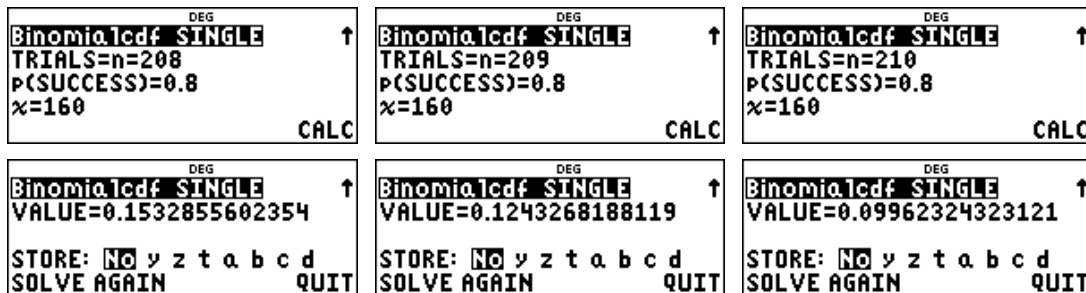 DEG
Binomialcdf SINGLE ↑
TRIALS=n=208
p(SUCCESS)=0.8
x=160
CALC
DEG
Binomialcdf SINGLE ↑
TRIALS=n=209
p(SUCCESS)=0.8
x=160
CALC
DEG
Binomialcdf SINGLE ↑
TRIALS=n=210
p(SUCCESS)=0.8
x=160
CALC
DEG
Binomialcdf SINGLE ↑
VALUE=0.1532855602354
STORE: No y z t a b c d
SOLVE AGAIN QUIT
DEG
Binomialcdf SINGLE ↑
VALUE=0.1243268188119
STORE: No y z t a b c d
SOLVE AGAIN QUIT
DEG
Binomialcdf SINGLE ↑
VALUE=0.09962324323121
STORE: No y z t a b c d
SOLVE AGAIN QUIT